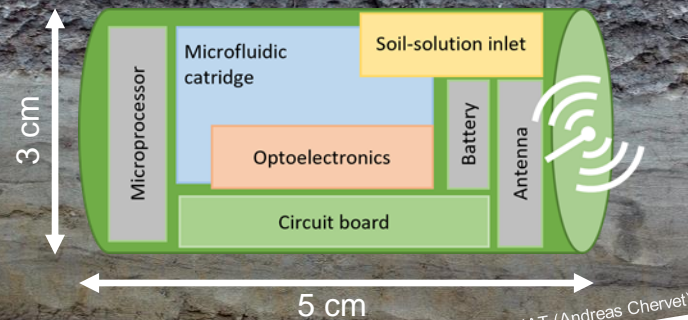 Soil-solution inlet
Microfluidic
catridge
Microprocessor
Optoelectronics
Battery
Antenna
Circuit board
3 cm
5 cm
(Andreas Chervet)